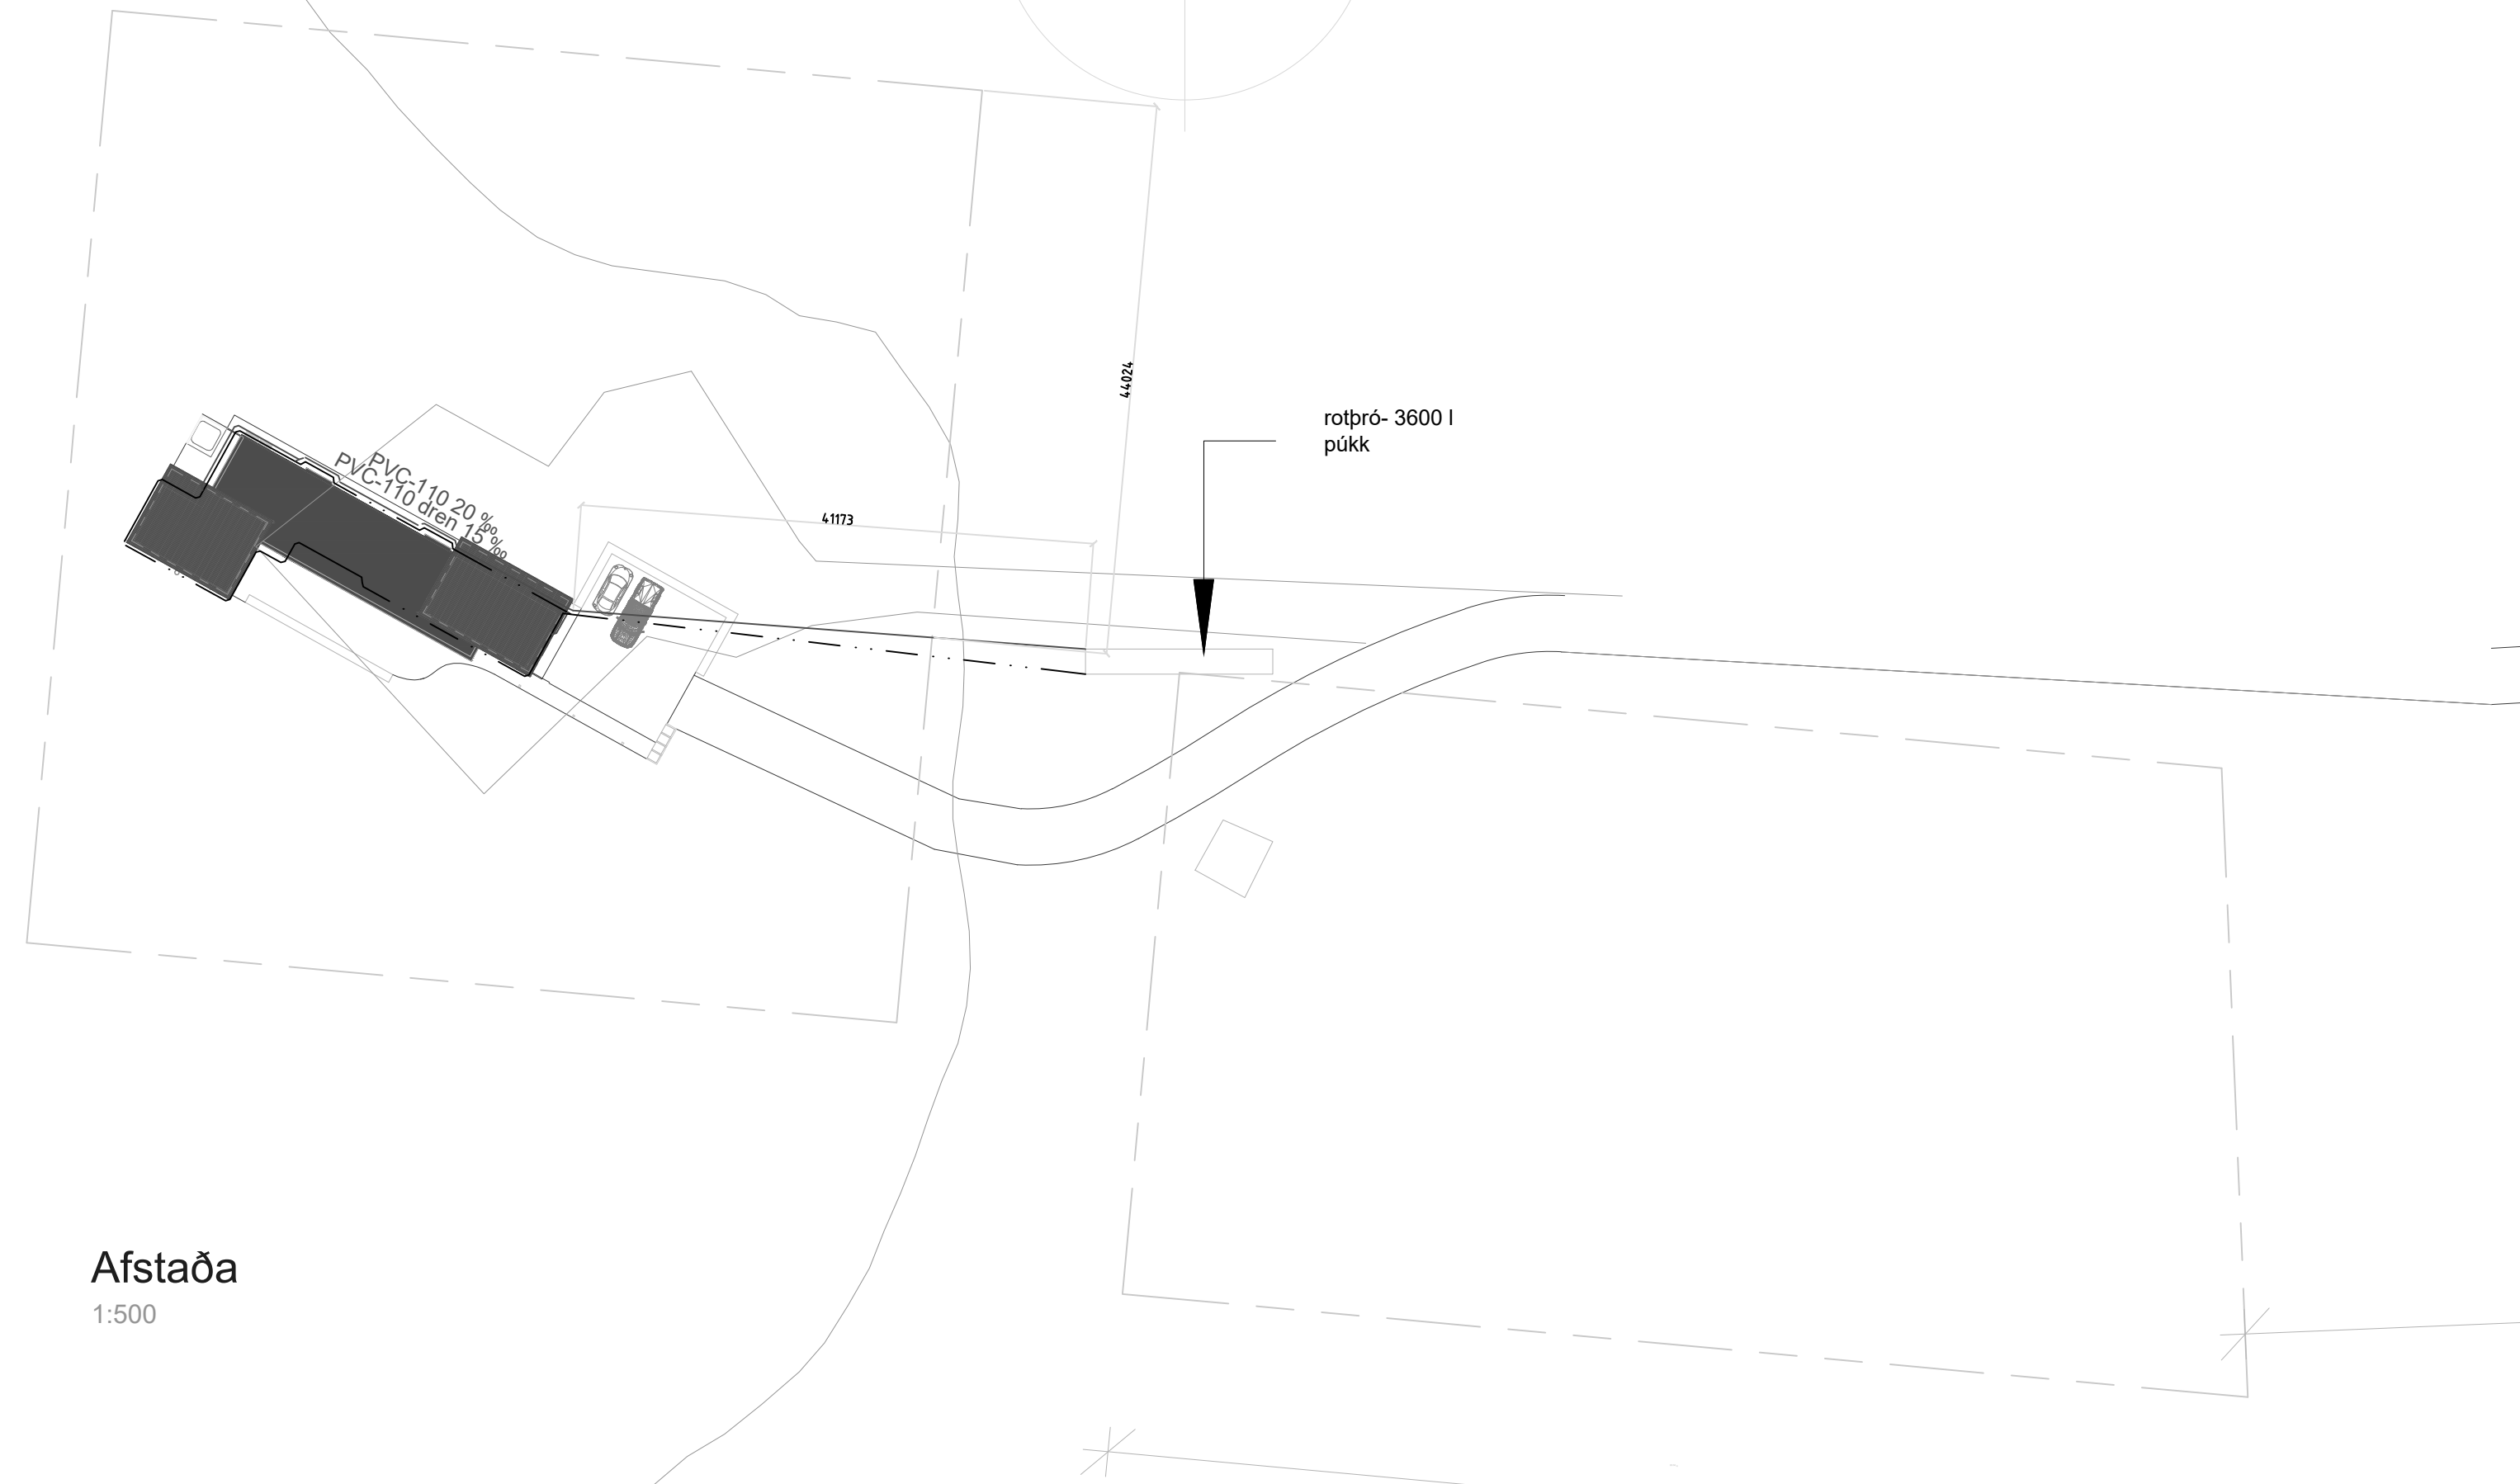 44024
rotþró- 3600 l
púkk
PVC-110 20 ‰
PVC-110 dren 15 ‰
41173
Afstaða
1:500